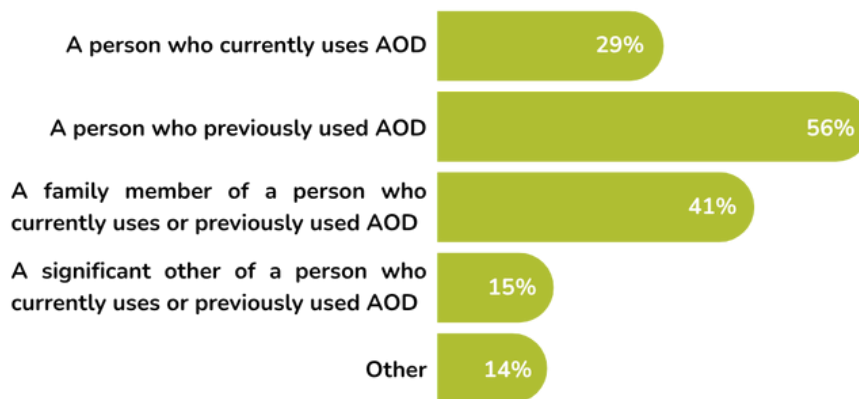 A person who currently uses AOD
29%
A person who previously used AOD
56%
A family member of a person who
currently uses or previously used AOD
41%
A significant other of a person who
currently uses or previously used AOD
15%
Other
14%